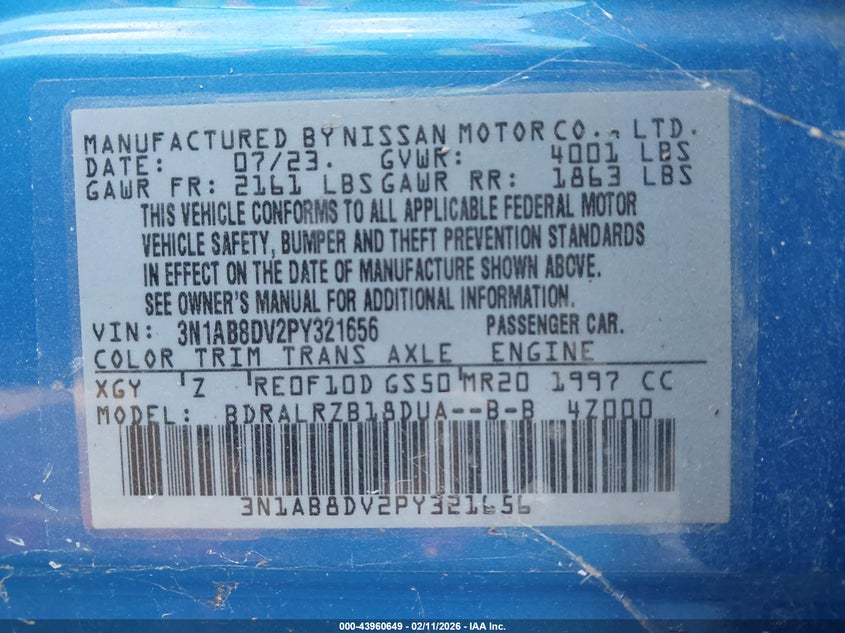 MANUFACTURED BY NISSAN MOTOR CO., LTD.
DATE: 07/23. GVWR: 4001 LBS
GAWR FR: 2161 LBS GAWR RR: 1863 LBS
THIS VEHICLE CONFORMS TO ALL APPLICABLE FEDERAL MOTOR
VEHICLE SAFETY, BUMPER AND THEFT PREVENTION STANDARDS
IN EFFECT ON THE DATE OF MANUFACTURE SHOWN ABOVE.
SEE OWNER'S MANUAL FOR ADDITIONAL INFORMATION.
VIN: 3N1AB8DV2PY321656 PASSENGER CAR.
COLOR TRIM TRANS AXLE ENGINE
XGY Z RE0F10D GS50 MR20 1997 CC
MODEL: BDRALRZB18DUA--B-B 4Z000
3N1AB8DV2PY321656
000-43960649 - 02/11/2026 - IAA Inc.